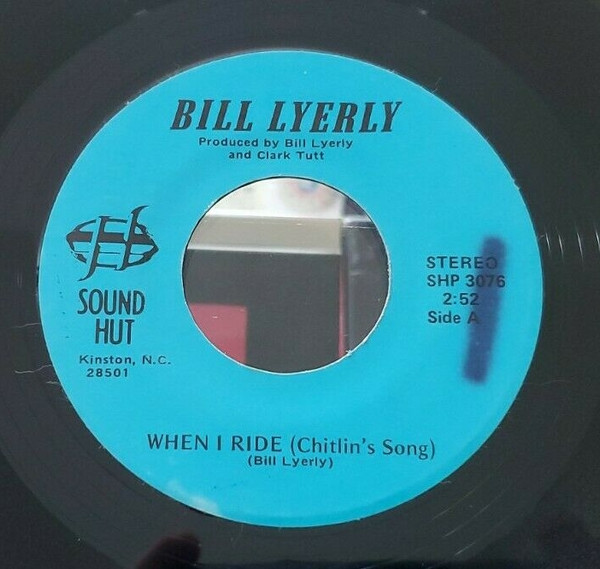 BILL LYERLY
Produced by Bill Lyerly
and Clark Tutt
STEREO
SHP 3076
2:52
Side A
SOUND
HUT
Kinston, N.C.
28501
WHEN I RIDE (Chitlin's Song)
(Bill Lyerly)